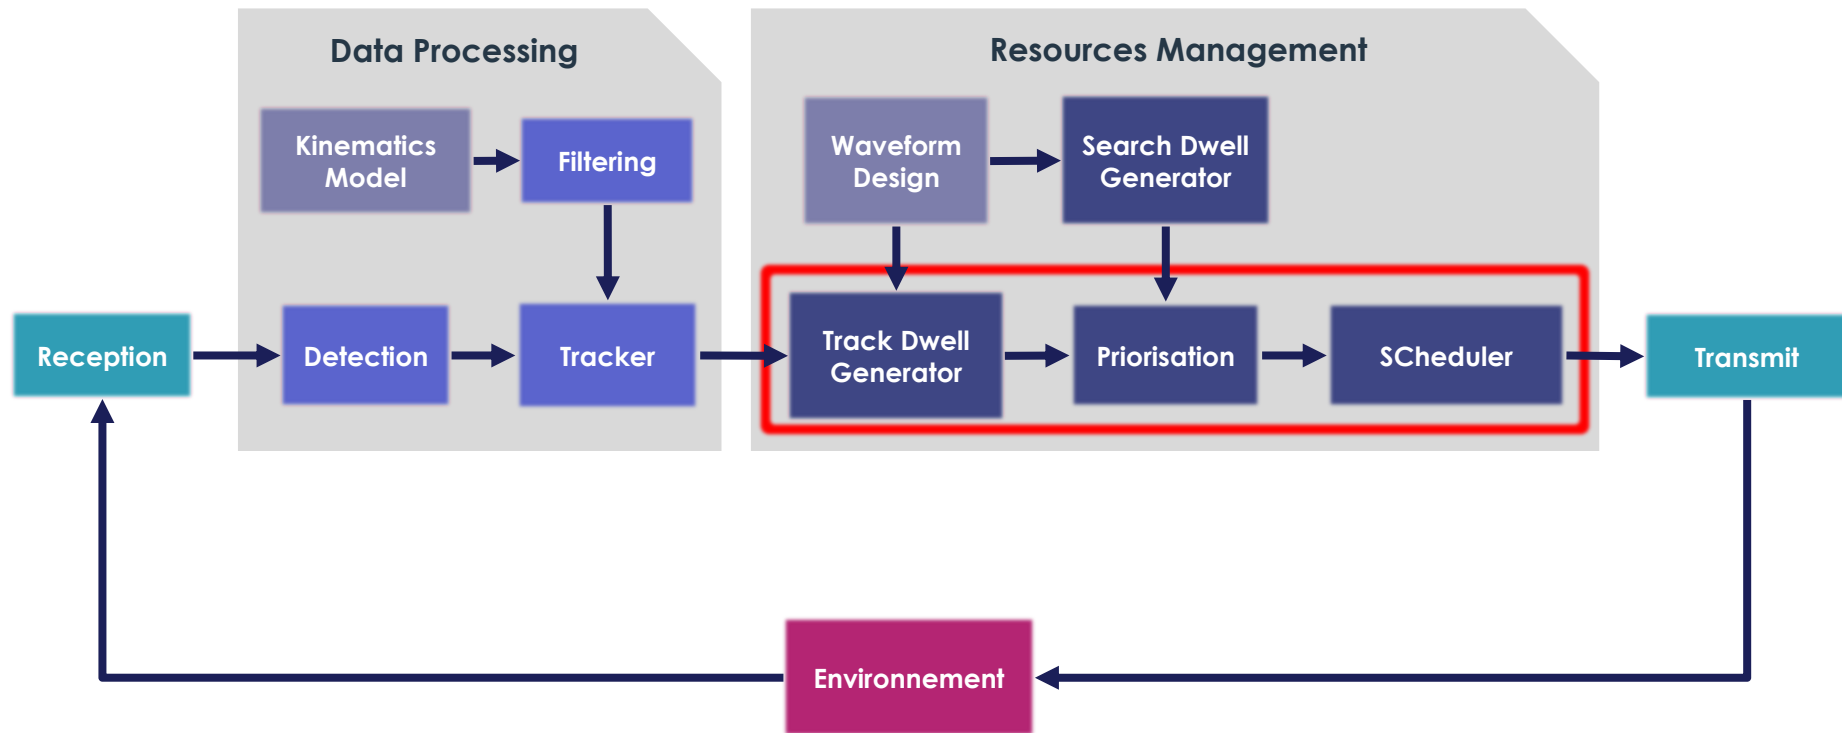 Data Processing
Resources Management
Kinematics
Model
Filtering
Waveform
Design
Search Dwell
Generator
Reception
Detection
Tracker
Track Dwell
Generator
Priorisation
SCheduler
Transmit
Environnement